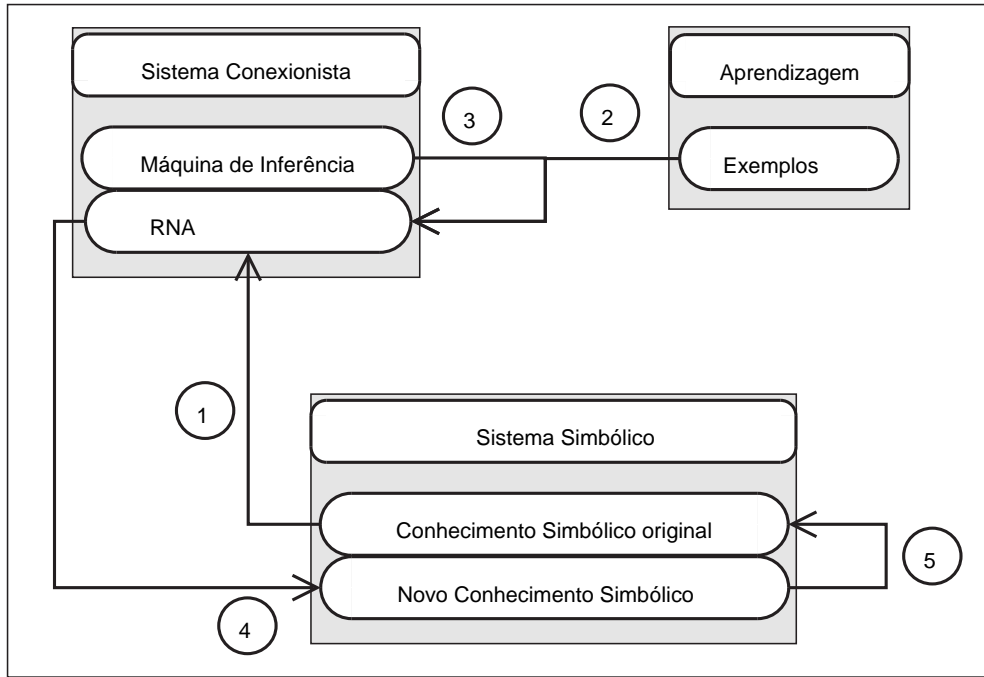 Sistema Conexionista
Aprendizagem
3
2
Máquina de Inferência
Exemplos
RNA
1
Sistema Simbólico
Conhecimento Simbólico original
5
Novo Conhecimento Simbólico
4